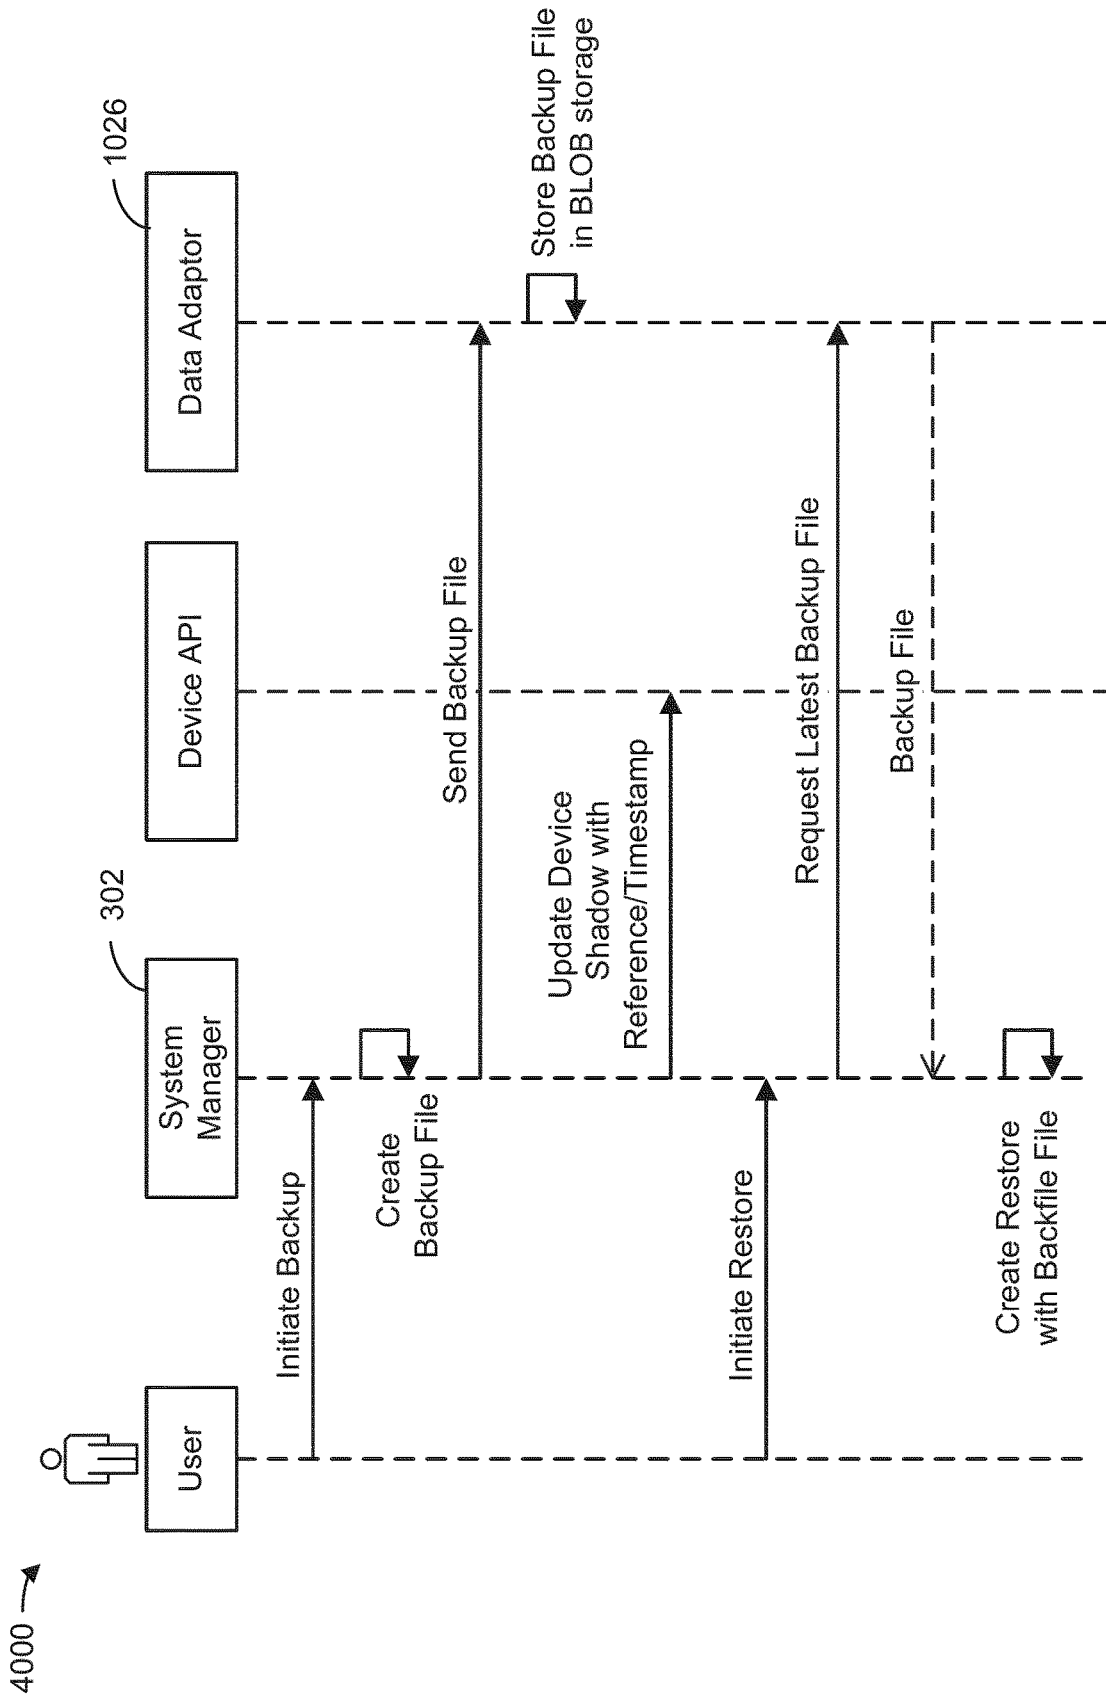 4000
User
System
Manager
302
Device API
Data Adaptor
1026
Initiate Backup
Create
Backup File
Send Backup File
Store Backup File
in BLOB storage
Update Device
Shadow with
Reference/Timestamp
Initiate Restore
Request Latest Backup File
Backup File
Create Restore
with Backfile File